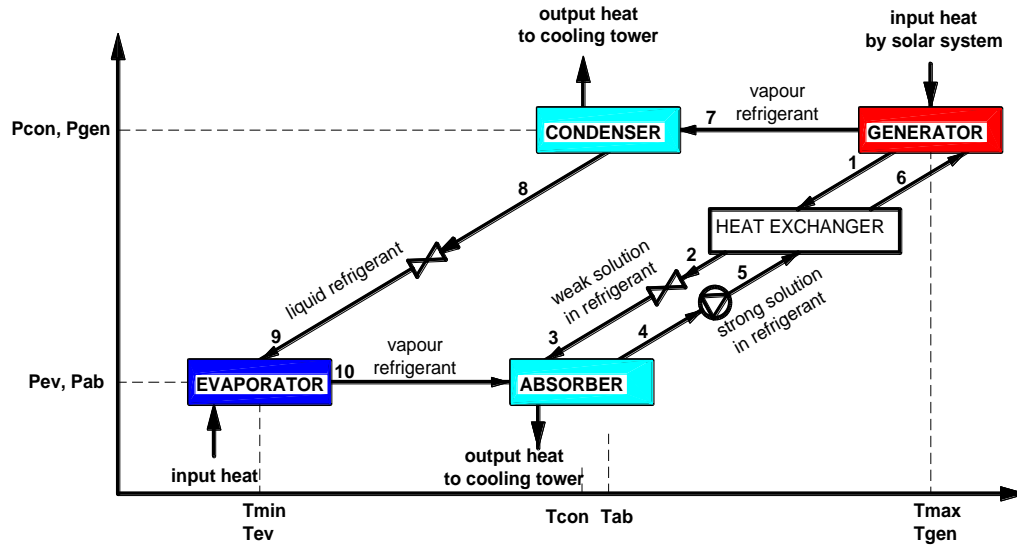 output heat
to cooling tower
input heat
by solar system
Pcon, Pgen
CONDENSER
7
vapour
refrigerant
GENERATOR
1
6
8
HEAT EXCHANGER
liquid refrigerant
weak solution
in refrigerant
2
5
strong solution
in refrigerant
9
3
4
Pev, Pab
EVAPORATOR
10
vapour
refrigerant
ABSORBER
input heat
output heat
to cooling tower
Tmin
Tev
Tcon
Tab
Tmax
Tgen